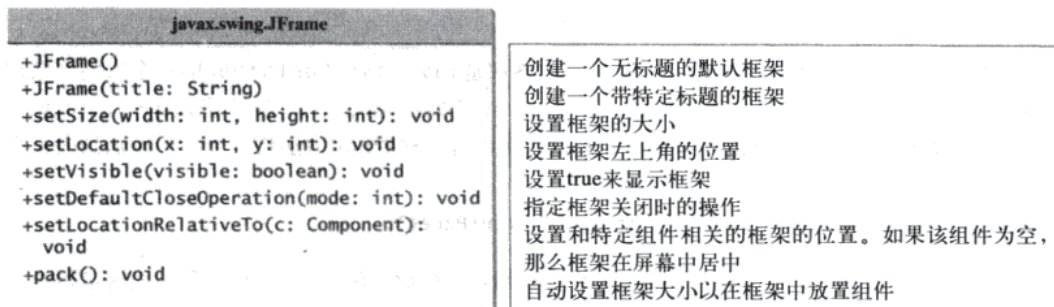 javax.swing.JFrame
+JFrame()
+JFrame(title: String)
+setSize(width: int, height: int): void
+setLocation(x: int, y: int): void
+setVisible(visible: boolean): void
+setDefaultCloseOperation(mode: int): void
+setLocationRelativeTo(c: Component):
void
+pack(): void
创建一个无标题的默认框架
创建一个带特定标题的框架
设置框架的大小
设置框架左上角的位置
设置true来显示框架
指定框架关闭时的操作
设置和特定组件相关的框架的位置。如果该组件为空，
那么框架在屏幕中居中
自动设置框架大小以在框架中放置组件